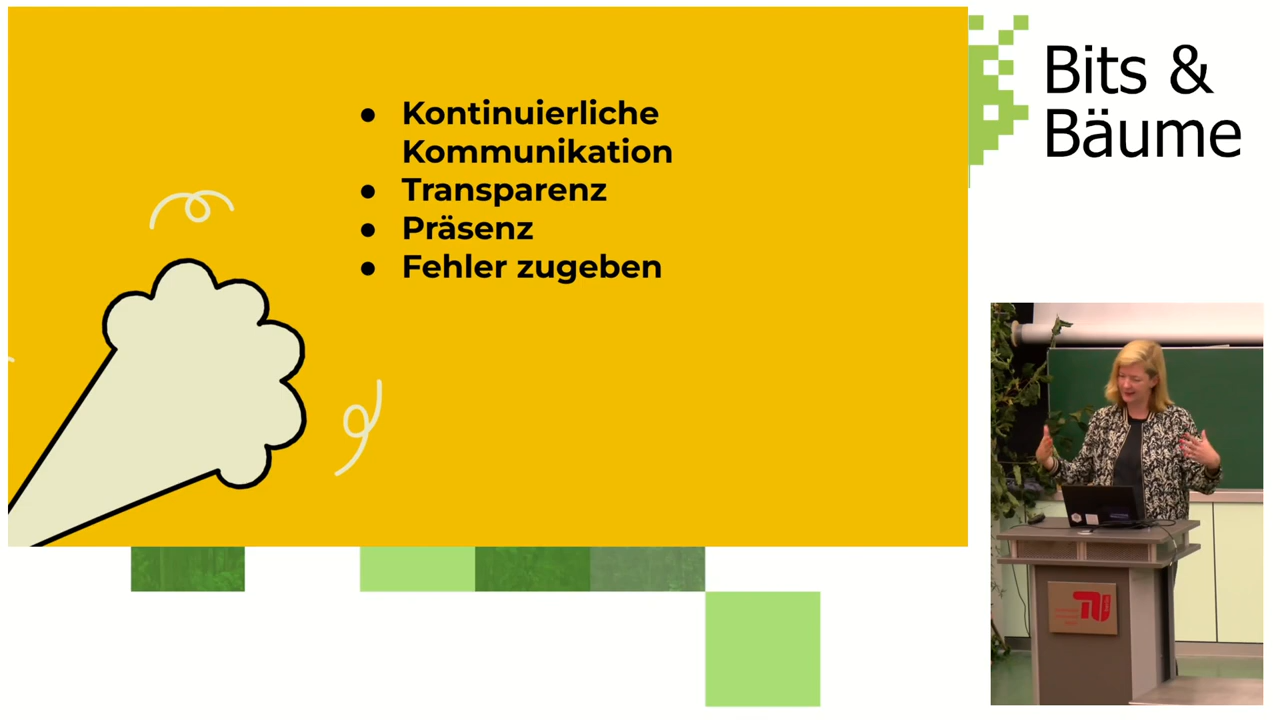 ● Kontinuierliche
Kommunikation
● Transparenz
● Präsenz
● Fehler zugeben
Bits &
Bäume